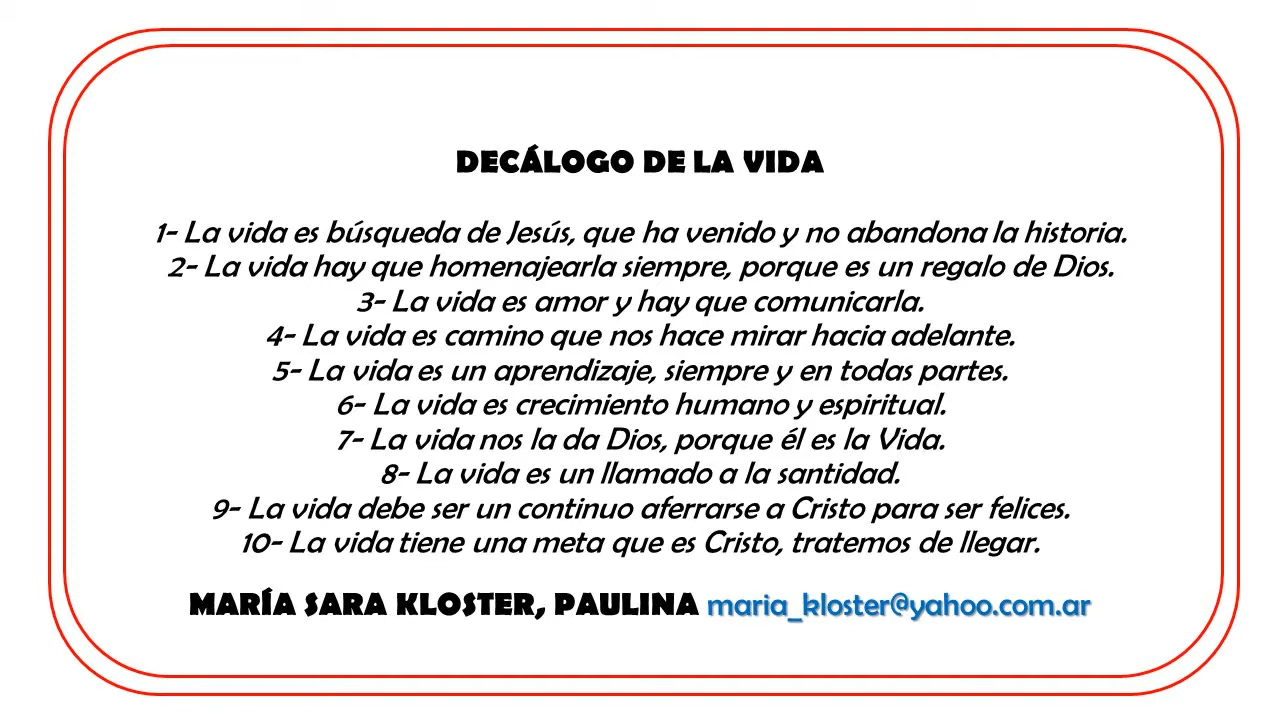 DECÁLOGO DE LA VIDA
1- La vida es búsqueda de Jesús, que ha venido y no abandona la historia.
2- La vida hay que homenajearla siempre, porque es un regalo de Dios.
3- La vida es amor y hay que comunicarla.
4- La vida es camino que nos hace mirar hacia adelante.
5- La vida es un aprendizaje, siempre y en todas partes.
6- La vida es crecimiento humano y espiritual.
7- La vida nos la da Dios, porque él es la Vida.
8- La vida es un llamado a la santidad.
9- La vida debe ser un continuo aferrarse a Cristo para ser felices.
10- La vida tiene una meta que es Cristo, tratemos de llegar.
MARÍA SARA KLOSTER, PAULINA maria_kloster@yahoo.com.ar